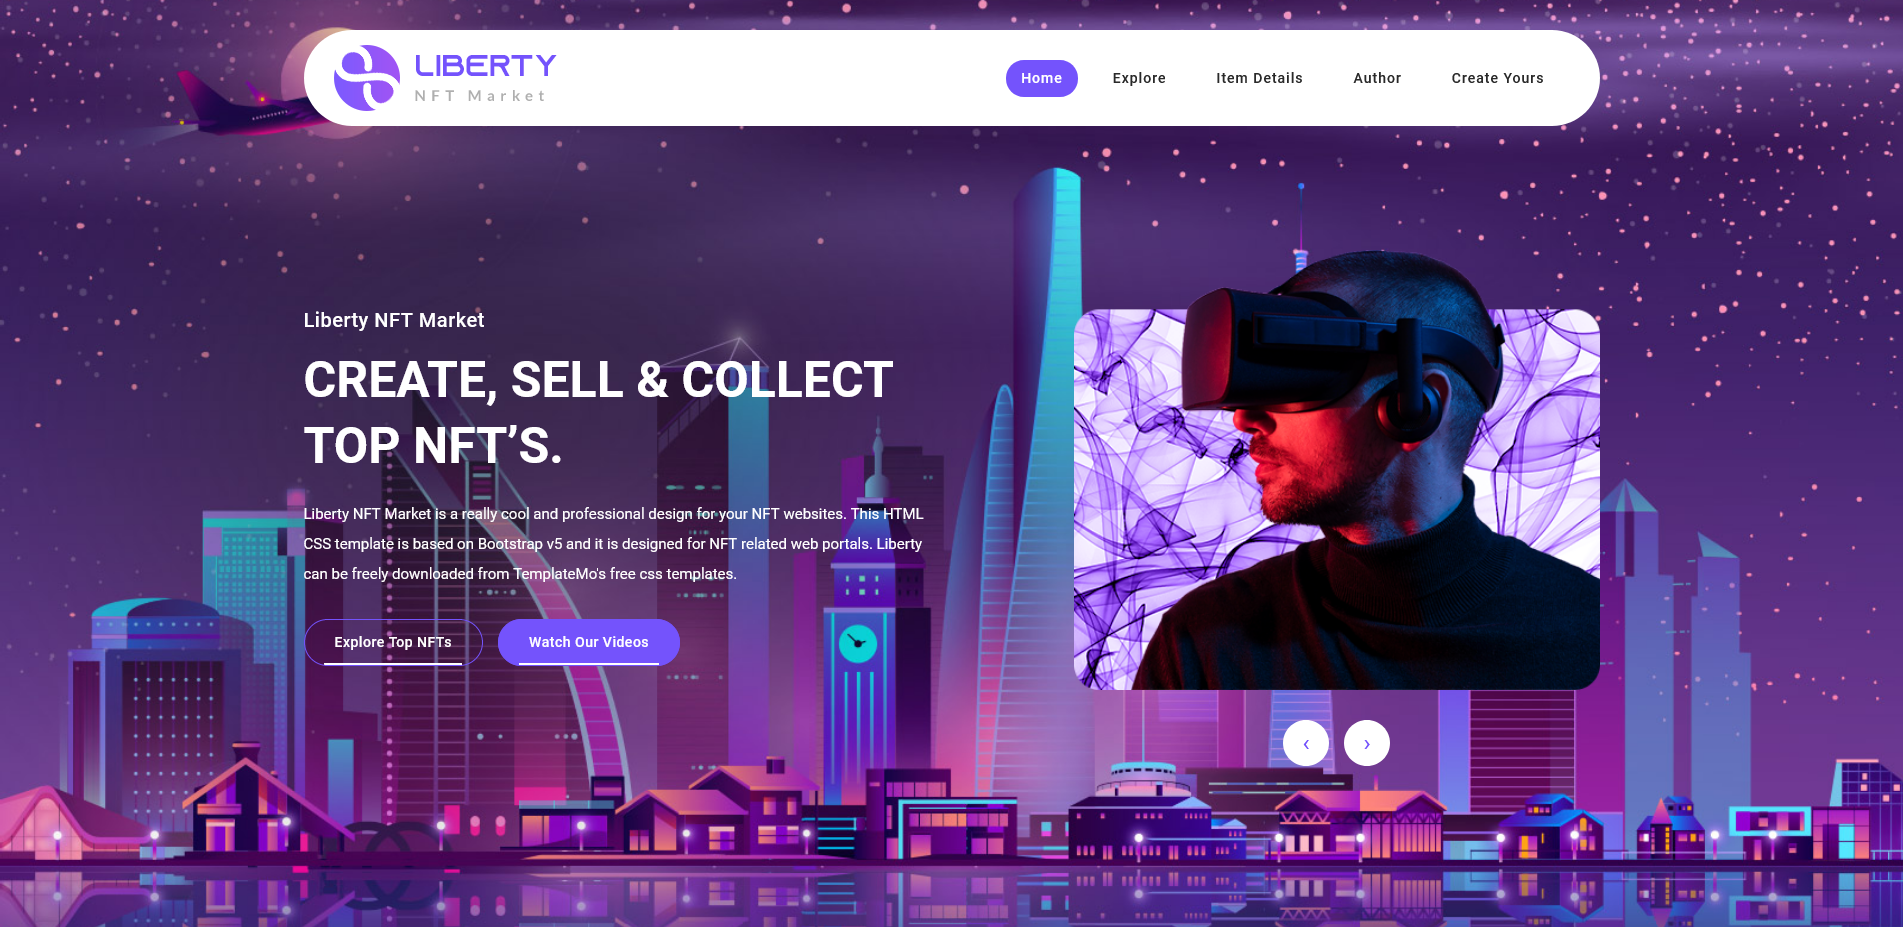 LIBERTY
NFT Market
Home Explore Item Details Author Create Yours
Liberty NFT Market
CREATE, SELL & COLLECT
TOP NFT’S.
Liberty NFT Market is a really cool and professional design for your NFT websites. This HTML
CSS template is based on Bootstrap v5 and it is designed for NFT related web portals. Liberty
can be freely downloaded from TemplateMo's free css templates.
Explore Top NFTs Watch Our Videos
‹ ›